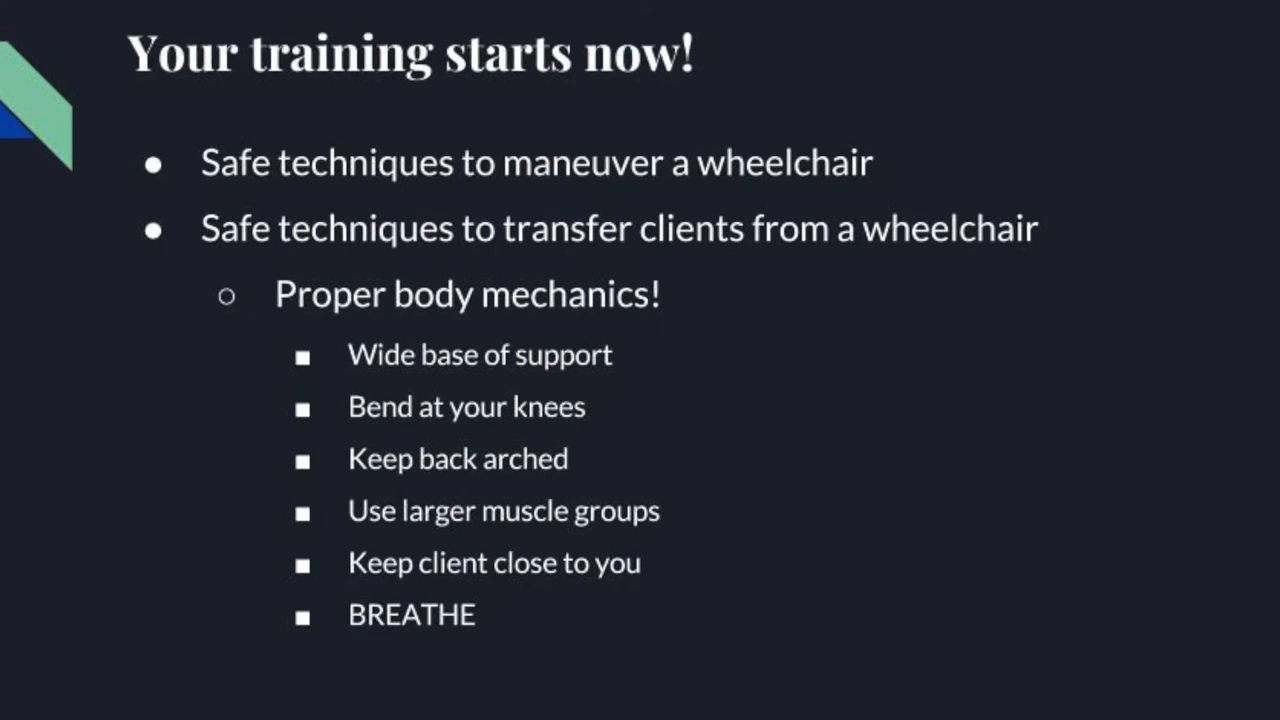 Your training starts now!
● Safe techniques to maneuver a wheelchair
● Safe techniques to transfer clients from a wheelchair
○ Proper body mechanics!
■ Wide base of support
■ Bend at your knees
■ Keep back arched
■ Use larger muscle groups
■ Keep client close to you
■ BREATHE